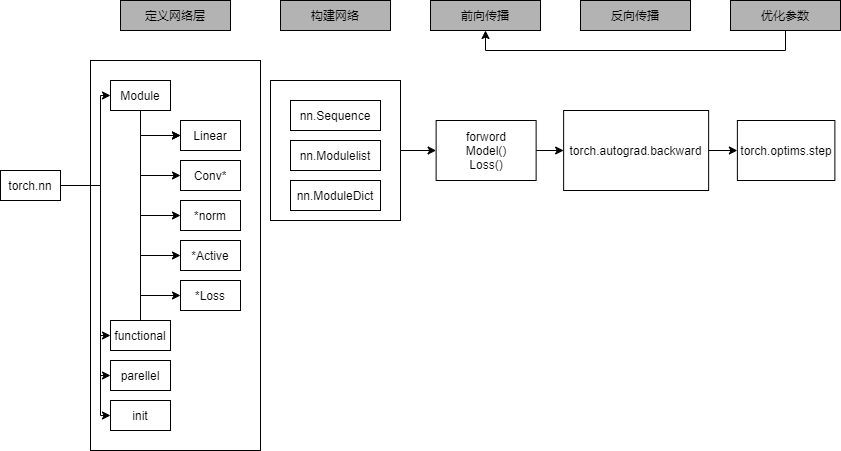 定义网络层
构建网络
前向传播
反向传播
优化参数
torch.nn
Module
Linear
Conv*
*norm
*Active
*Loss
functional
parellel
init
nn.Sequence
nn.Modulelist
nn.ModuleDict
forword
Model()
Loss()
torch.autograd.backward
torch.optims.step